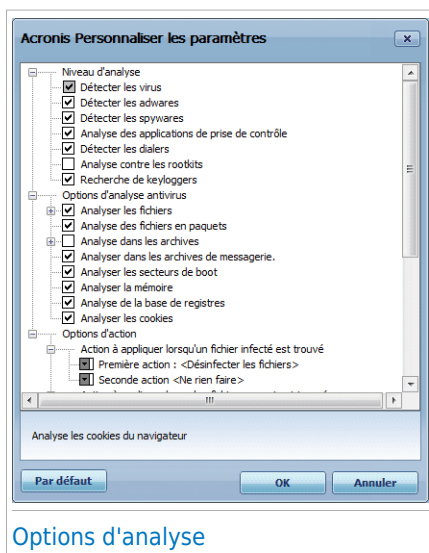 Acronis Personnaliser les paramètres
Niveau d'analyse
Détecter les virus
Détecter les adwares
Détecter les spywares
Analyse des applications de prise de contrôle
Détecter les dialers
Analyse contre les rootkits
Recherche de keyloggers
Options d'analyse antivirus
Analyser les fichiers
Analyse des fichiers en paquets
Analyse dans les archives
Analyser dans les archives de messagerie.
Analyser les secteurs de boot
Analyser la mémoire
Analyse de la base de registres
Analyser les cookies
Options d'action
Action à appliquer lorsqu'un fichier infecté est trouvé
Première action : <Désinfecter les fichiers>
Seconde action <Ne rien faire>
Analyse les cookies du navigateur
Par défaut
OK
Annuler
Options d'analyse